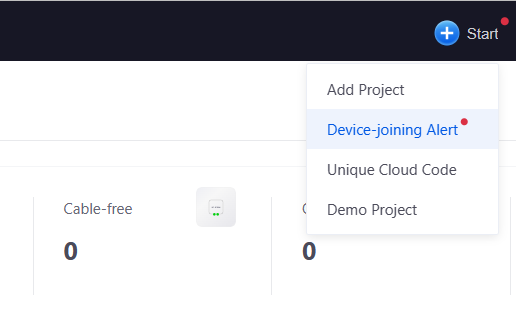 Start
Add Project
Device-joining Alert
Unique Cloud Code
Demo Project
Cable-free
0
0